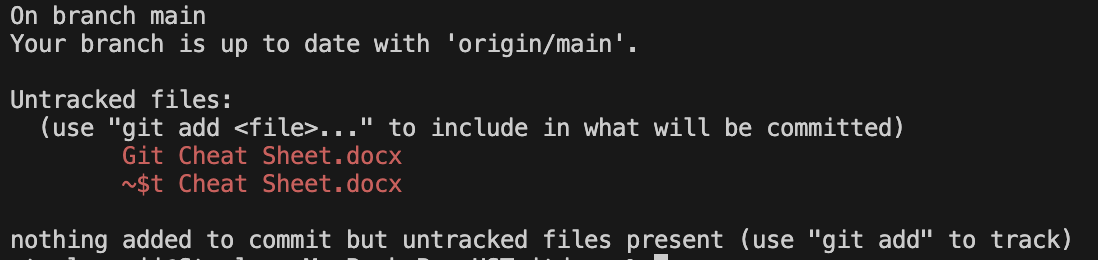 On branch main
Your branch is up to date with 'origin/main'.
Untracked files:
(use "git add <file>..." to include in what will be committed)
Git Cheat Sheet.docx
~$t Cheat Sheet.docx
nothing added to commit but untracked files present (use "git add" to track)